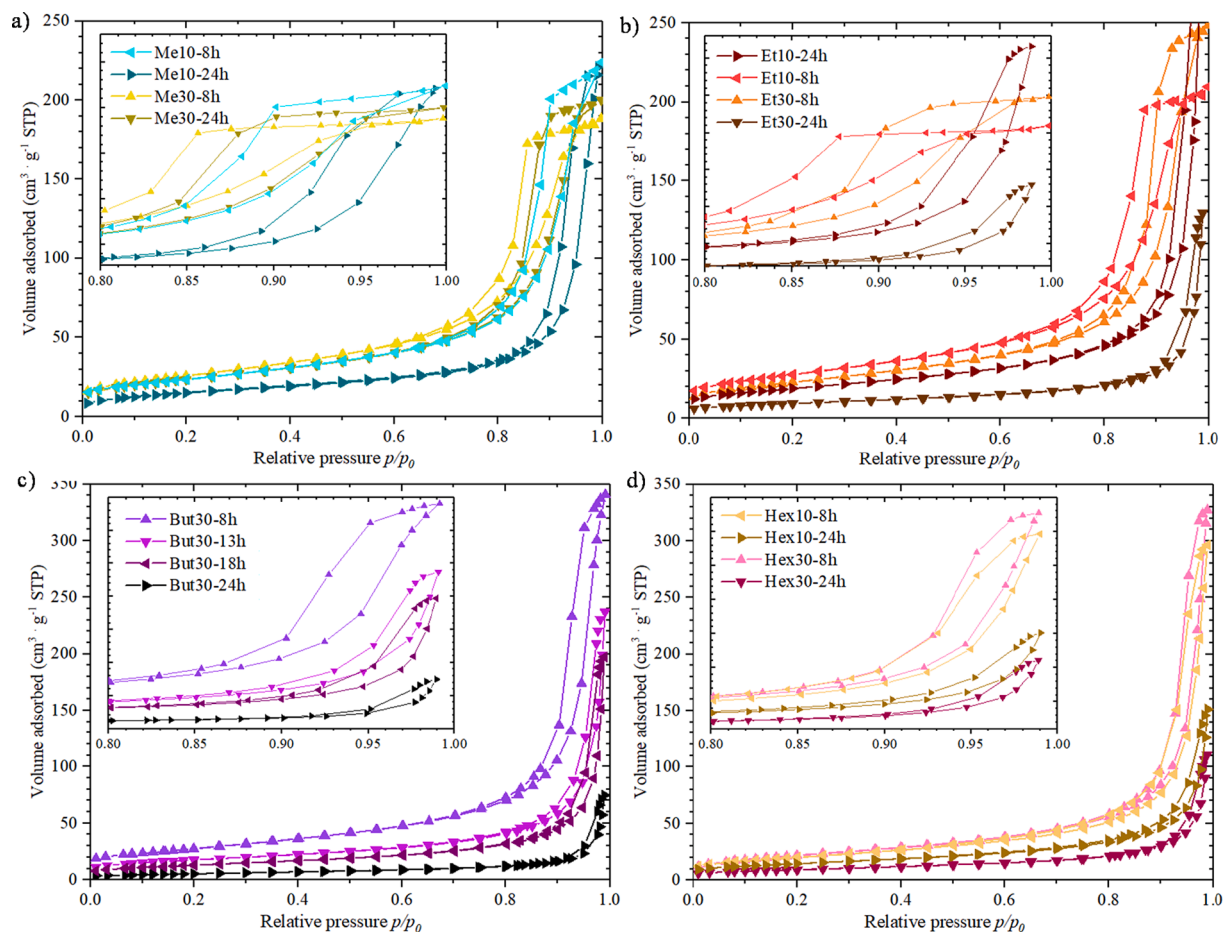 a)
250
200
150
100
50
0
Volume adsorbed (cm³ · g⁻¹ STP)
Me10-8h
Me10-24h
Me30-8h
Me30-24h
0.80 0.85 0.90 0.95 1.00
0.0 0.2 0.4 0.6 0.8 1.0
Relative pressure p/p₀
b)
250
200
150
100
50
0
Volume adsorbed (cm³ · g⁻¹ STP)
Et10-24h
Et10-8h
Et30-8h
Et30-24h
0.80 0.85 0.90 0.95 1.00
0.0 0.2 0.4 0.6 0.8 1.0
Relative pressure p/p₀
c)
350
300
250
200
150
100
50
0
Volume adsorbed (cm³ · g⁻¹ STP)
But30-8h
But30-13h
But30-18h
But30-24h
0.80 0.85 0.90 0.95 1.00
0.0 0.2 0.4 0.6 0.8 1.0
Relative pressure p/p₀
d)
350
300
250
200
150
100
50
0
Volume adsorbed (cm³ · g⁻¹ STP)
Hex10-8h
Hex10-24h
Hex30-8h
Hex30-24h
0.80 0.85 0.90 0.95 1.00
0.0 0.2 0.4 0.6 0.8 1.0
Relative pressure p/p₀